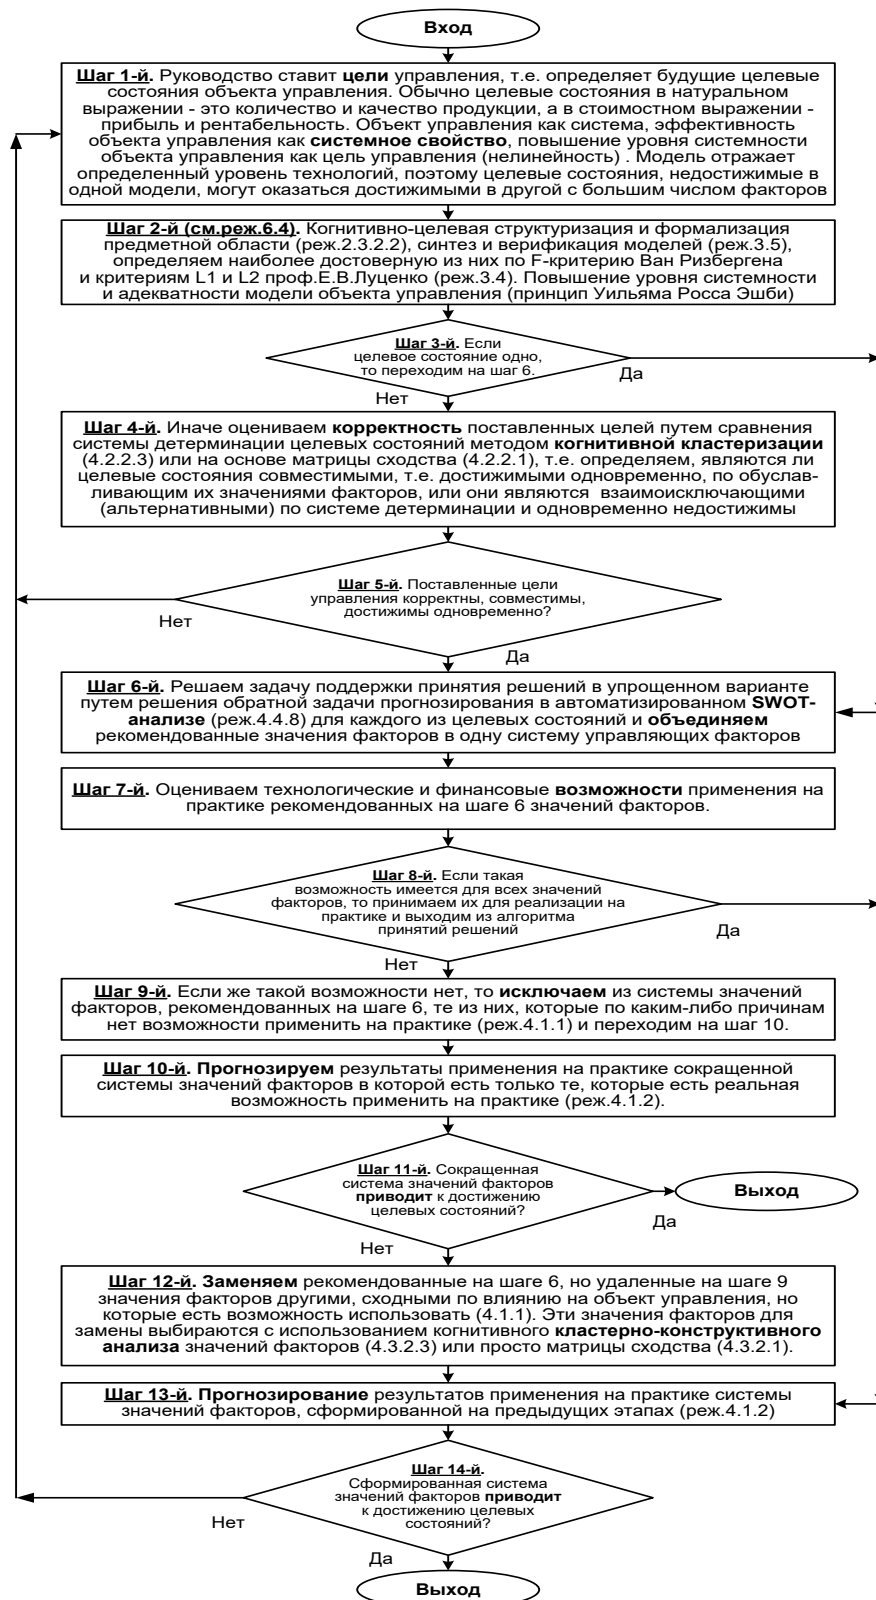 Вход
Шаг 1-й. Руководство ставит цели управления, т.е. определяет будущие целевые
состояния объекта управления. Обычно целевые состояния в натуральном
выражении - это количество и качество продукции, а в стоимостном выражении -
прибыль и рентабельность. Объект управления как система, эффективность
объекта управления как системное свойство, повышение уровня системности
объекта управления как цель управления (нелинейность) . Модель отражает
определенный уровень технологий, поэтому целевые состояния, недостижимые в
одной модели, могут оказаться достижимыми в другой с большим числом факторов
Шаг 2-й (см.реж.6.4). Когнитивно-целевая структуризация и формализация
предметной области (реж.2.3.2.2), синтез и верификация моделей (реж.3.5),
определяем наиболее достоверную из них по F-критерию Ван Ризбергена
и критериям L1 и L2 проф.Е.В.Луценко (реж.3.4). Повышение уровня системности
и адекватности модели объекта управления (принцип Уильяма Росса Эшби)
Шаг 3-й. Если
целевое состояние одно,
то переходим на шаг 6.
Да
Нет
Шаг 4-й. Иначе оцениваем корректность поставленных целей путем сравнения
системы детерминации целевых состояний методом когнитивной кластеризации
(4.2.2.3) или на основе матрицы сходства (4.2.2.1), т.е. определяем, являются ли
целевые состояния совместимыми, т.е. достижимыми одновременно, по обуслав-
ливающим их значениями факторов, или они являются взаимоисключающими
(альтернативными) по системе детерминации и одновременно недостижимы
Шаг 5-й. Поставленные цели
управления корректны, совместимы,
достижимы одновременно?
Нет
Да
Шаг 6-й. Решаем задачу поддержки принятия решений в упрощенном варианте
путем решения обратной задачи прогнозирования в автоматизированном SWOT-
анализе (реж.4.4.8) для каждого из целевых состояний и объединяем
рекомендованные значения факторов в одну систему управляющих факторов
Шаг 7-й. Оцениваем технологические и финансовые возможности применения на
практике рекомендованных на шаге 6 значений факторов.
Шаг 8-й. Если такая
возможность имеется для всех значений
факторов, то принимаем их для реализации на
практике и выходим из алгоритма
принятий решений
Да
Нет
Шаг 9-й. Если же такой возможности нет, то исключаем из системы значений
факторов, рекомендованных на шаге 6, те из них, которые по каким-либо причинам
нет возможности применить на практике (реж.4.1.1) и переходим на шаг 10.
Шаг 10-й. Прогнозируем результаты применения на практике сокращенной
системы значений факторов в которой есть только те, которые есть реальная
возможность применить на практике (реж.4.1.2).
Шаг 11-й. Сокращенная
система значений факторов
приводит к достижению
целевых состояний?
Выход
Да
Нет
Шаг 12-й. Заменяем рекомендованные на шаге 6, но удаленные на шаге 9
значения факторов другими, сходными по влиянию на объект управления, но
которые есть возможность использовать (4.1.1). Эти значения факторов для
замены выбираются с использованием когнитивного кластерно-конструктивного
анализа значений факторов (4.3.2.3) или просто матрицы сходства (4.3.2.1).
Шаг 13-й. Прогнозирование результатов применения на практике системы
значений факторов, сформированной на предыдущих этапах (реж.4.1.2)
Шаг 14-й.
Сформированная система
значений факторов приводит
к достижению целевых
состояний?
Нет
Да
Выход